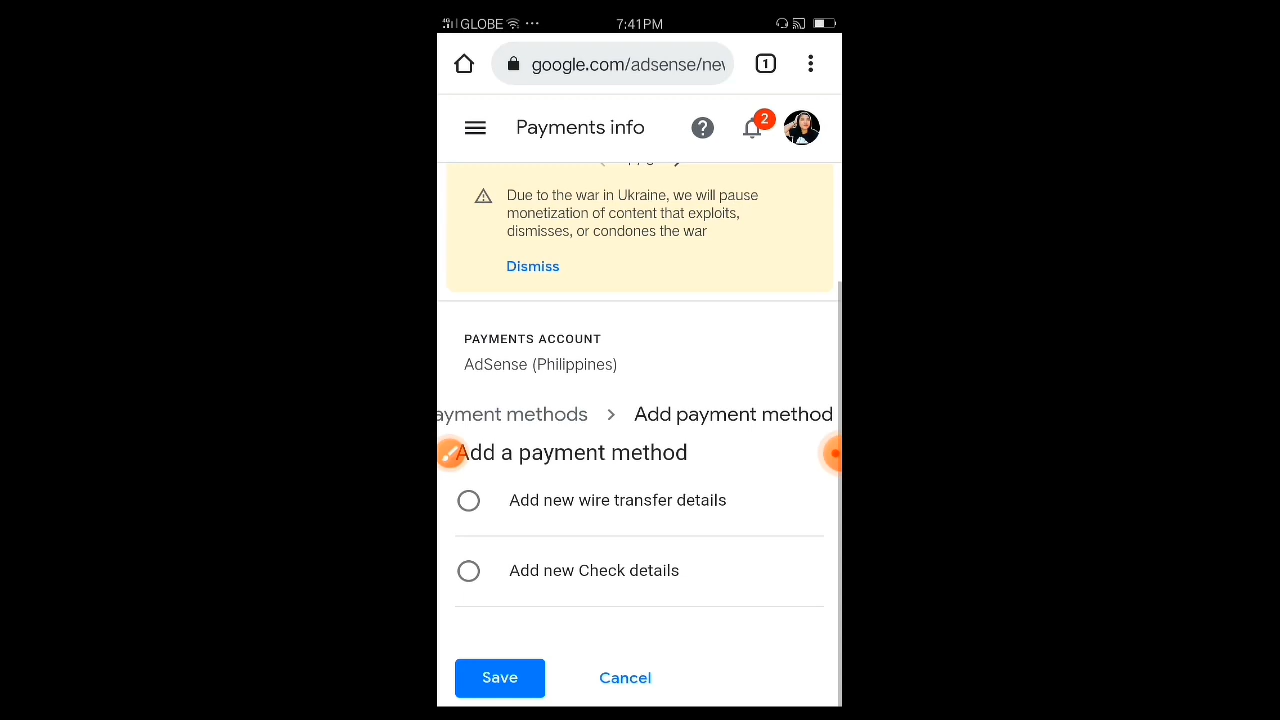 4G GLOBE ... 7:41PM
google.com/adsense/nev 1
Payments info 2
Due to the war in Ukraine, we will pause
monetization of content that exploits,
dismisses, or condones the war
Dismiss
PAYMENTS ACCOUNT
AdSense (Philippines)
ayment methods > Add payment method
Add a payment method
Add new wire transfer details
Add new Check details
Save Cancel